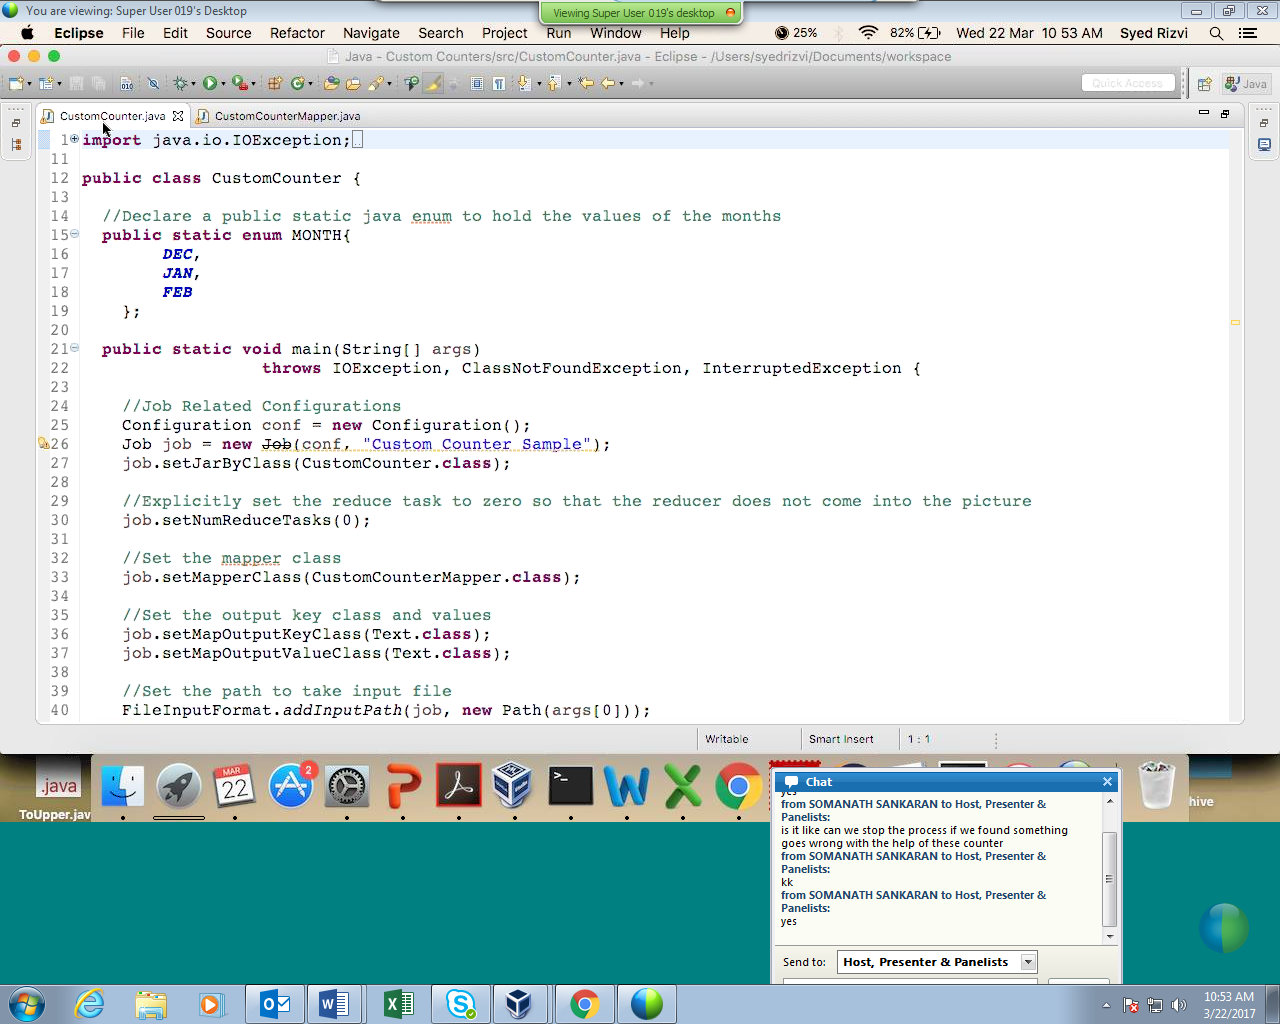 You are viewing: Super User 019's Desktop
Viewing Super User 019's desktop
Eclipse File Edit Source Refactor Navigate Search Project Run Window Help 25% 82% Wed 22 Mar 10 53 AM Syed Rizvi
Java - Custom Counters/src/CustomCounter.java - Eclipse - /Users/syedrizvi/Documents/workspace
Quick Access Java
CustomCounter.java CustomCounterMapper.java
1 import java.io.IOException;
11
12 public class CustomCounter {
13
14 //Declare a public static java enum to hold the values of the months
15 public static enum MONTH{
16 DEC,
17 JAN,
18 FEB
19 };
20
21 public static void main(String[] args)
22 throws IOException, ClassNotFoundException, InterruptedException {
23
24 //Job Related Configurations
25 Configuration conf = new Configuration();
26 Job job = new Job(conf, "Custom Counter Sample");
27 job.setJarByClass(CustomCounter.class);
28
29 //Explicitly set the reduce task to zero so that the reducer does not come into the picture
30 job.setNumReduceTasks(0);
31
32 //Set the mapper class
33 job.setMapperClass(CustomCounterMapper.class);
34
35 //Set the output key class and values
36 job.setMapOutputKeyClass(Text.class);
37 job.setMapOutputValueClass(Text.class);
38
39 //Set the path to take input file
40 FileInputFormat.addInputPath(job, new Path(args[0]));
Writable Smart Insert 1 : 1
.java
ToUpper.jav
MAR
22
2
hive
Chat
yes
from SOMANATH SANKARAN to Host, Presenter &
Panelists:
is it like can we stop the process if we found something
goes wrong with the help of these counter
from SOMANATH SANKARAN to Host, Presenter &
Panelists:
kk
from SOMANATH SANKARAN to Host, Presenter &
Panelists:
yes
Send to: Host, Presenter & Panelists
10:53 AM
3/22/2017